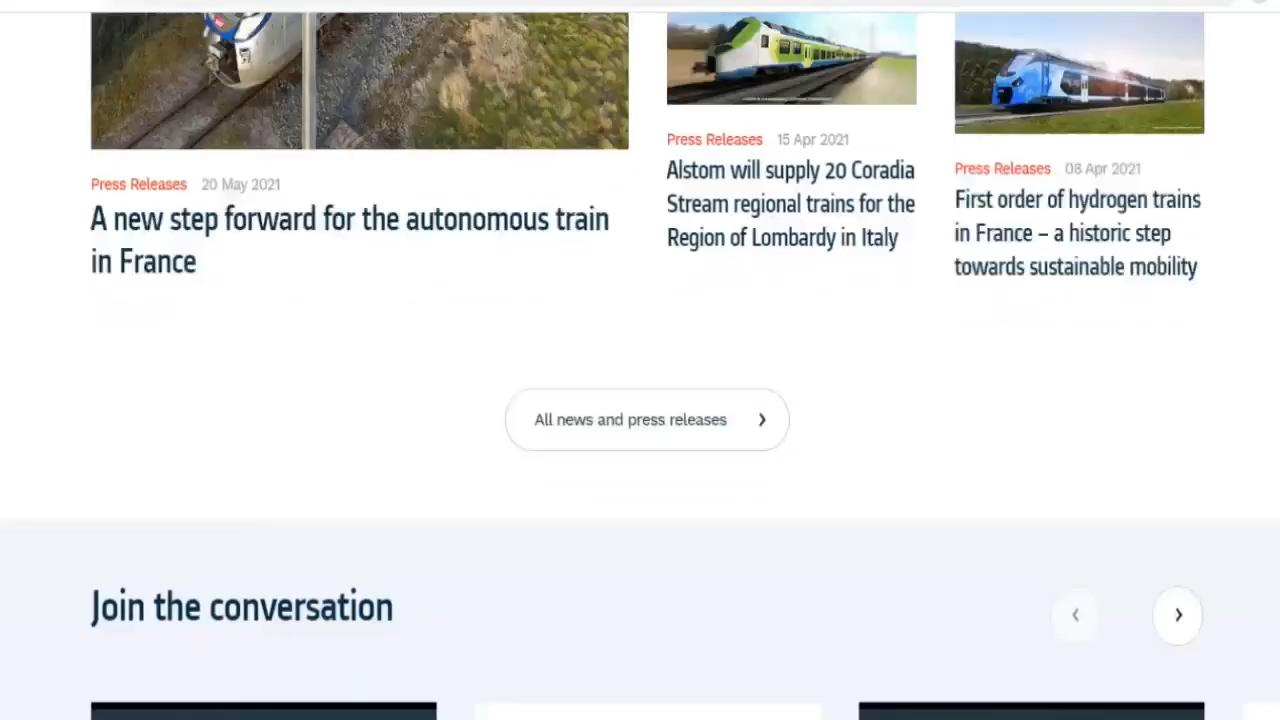 Press Releases 20 May 2021
A new step forward for the autonomous train
in France
Press Releases 15 Apr 2021
Alstom will supply 20 Coradia
Stream regional trains for the
Region of Lombardy in Italy
Press Releases 08 Apr 2021
First order of hydrogen trains
in France – a historic step
towards sustainable mobility
All news and press releases
Join the conversation